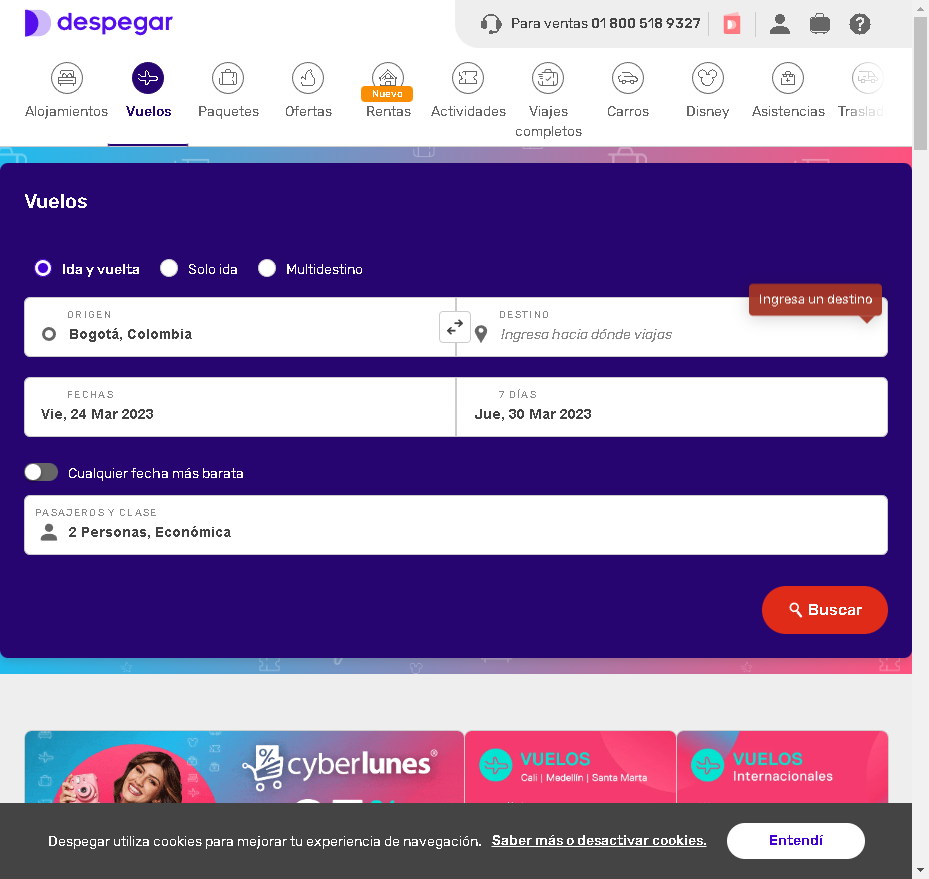 despegar
Para ventas 01 800 518 9327
Alojamientos
Vuelos
Paquetes
Ofertas
Nuevo
Rentas
Actividades
Viajes
completos
Carros
Disney
Asistencias
Traslad
Vuelos
Ida y vuelta
Solo ida
Multidestino
Ingresa un destino
ORIGEN
Bogotá, Colombia
DESTINO
Ingresa hacia dónde viajas
FECHAS
Vie, 24 Mar 2023
7 DÍAS
Jue, 30 Mar 2023
Cualquier fecha más barata
PASAJEROS Y CLASE
2 Personas, Económica
Buscar
cyberlunes®
VUELOS
Cali | Medellín | Santa Marta
VUELOS
Internacionales
Despegar utiliza cookies para mejorar tu experiencia de navegación. Saber más o desactivar cookies.
Entendí